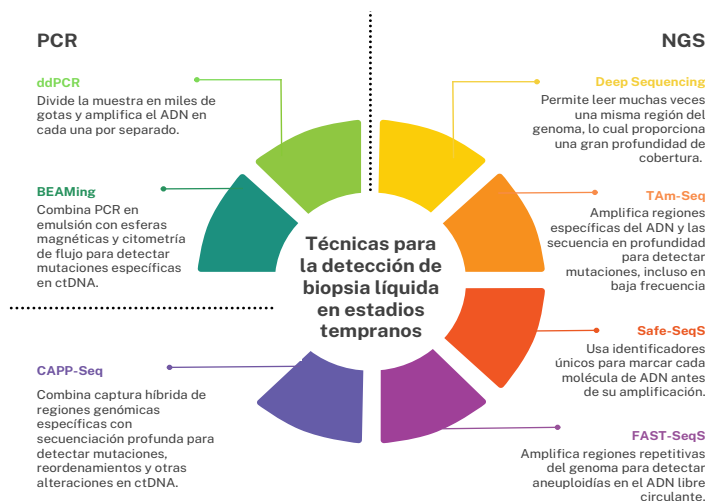 PCR
ddPCR
Divide la muestra en miles de
gotas y amplifica el ADN en
cada una por separado.
BEAMing
Combina PCR en
emulsión con esferas
magnéticas y citometría
de flujo para detectar
mutaciones específicas
en ctDNA.
CAPP-Seq
Combina captura híbrida de
regiones genómicas
específicas con
secuenciación profunda para
detectar mutaciones,
reordenamientos y otras
alteraciones en ctDNA.
Técnicas para
la detección de
biopsia líquida
en estadios
tempranos
NGS
Deep Sequencing
Permite leer muchas veces
una misma región del
genoma, lo cual proporciona
una gran profundidad de
cobertura.
TAm-Seq
Amplifica regiones
específicas del ADN y las
secuencia en profundidad
para detectar
mutaciones, incluso en
baja frecuencia
Safe-SeqS
Usa identificadores
únicos para marcar cada
molécula de ADN antes
de su amplificación.
FAST-SeqS
Amplifica regiones repetitivas
del genoma para detectar
aneuploidías en el ADN libre
circulante.